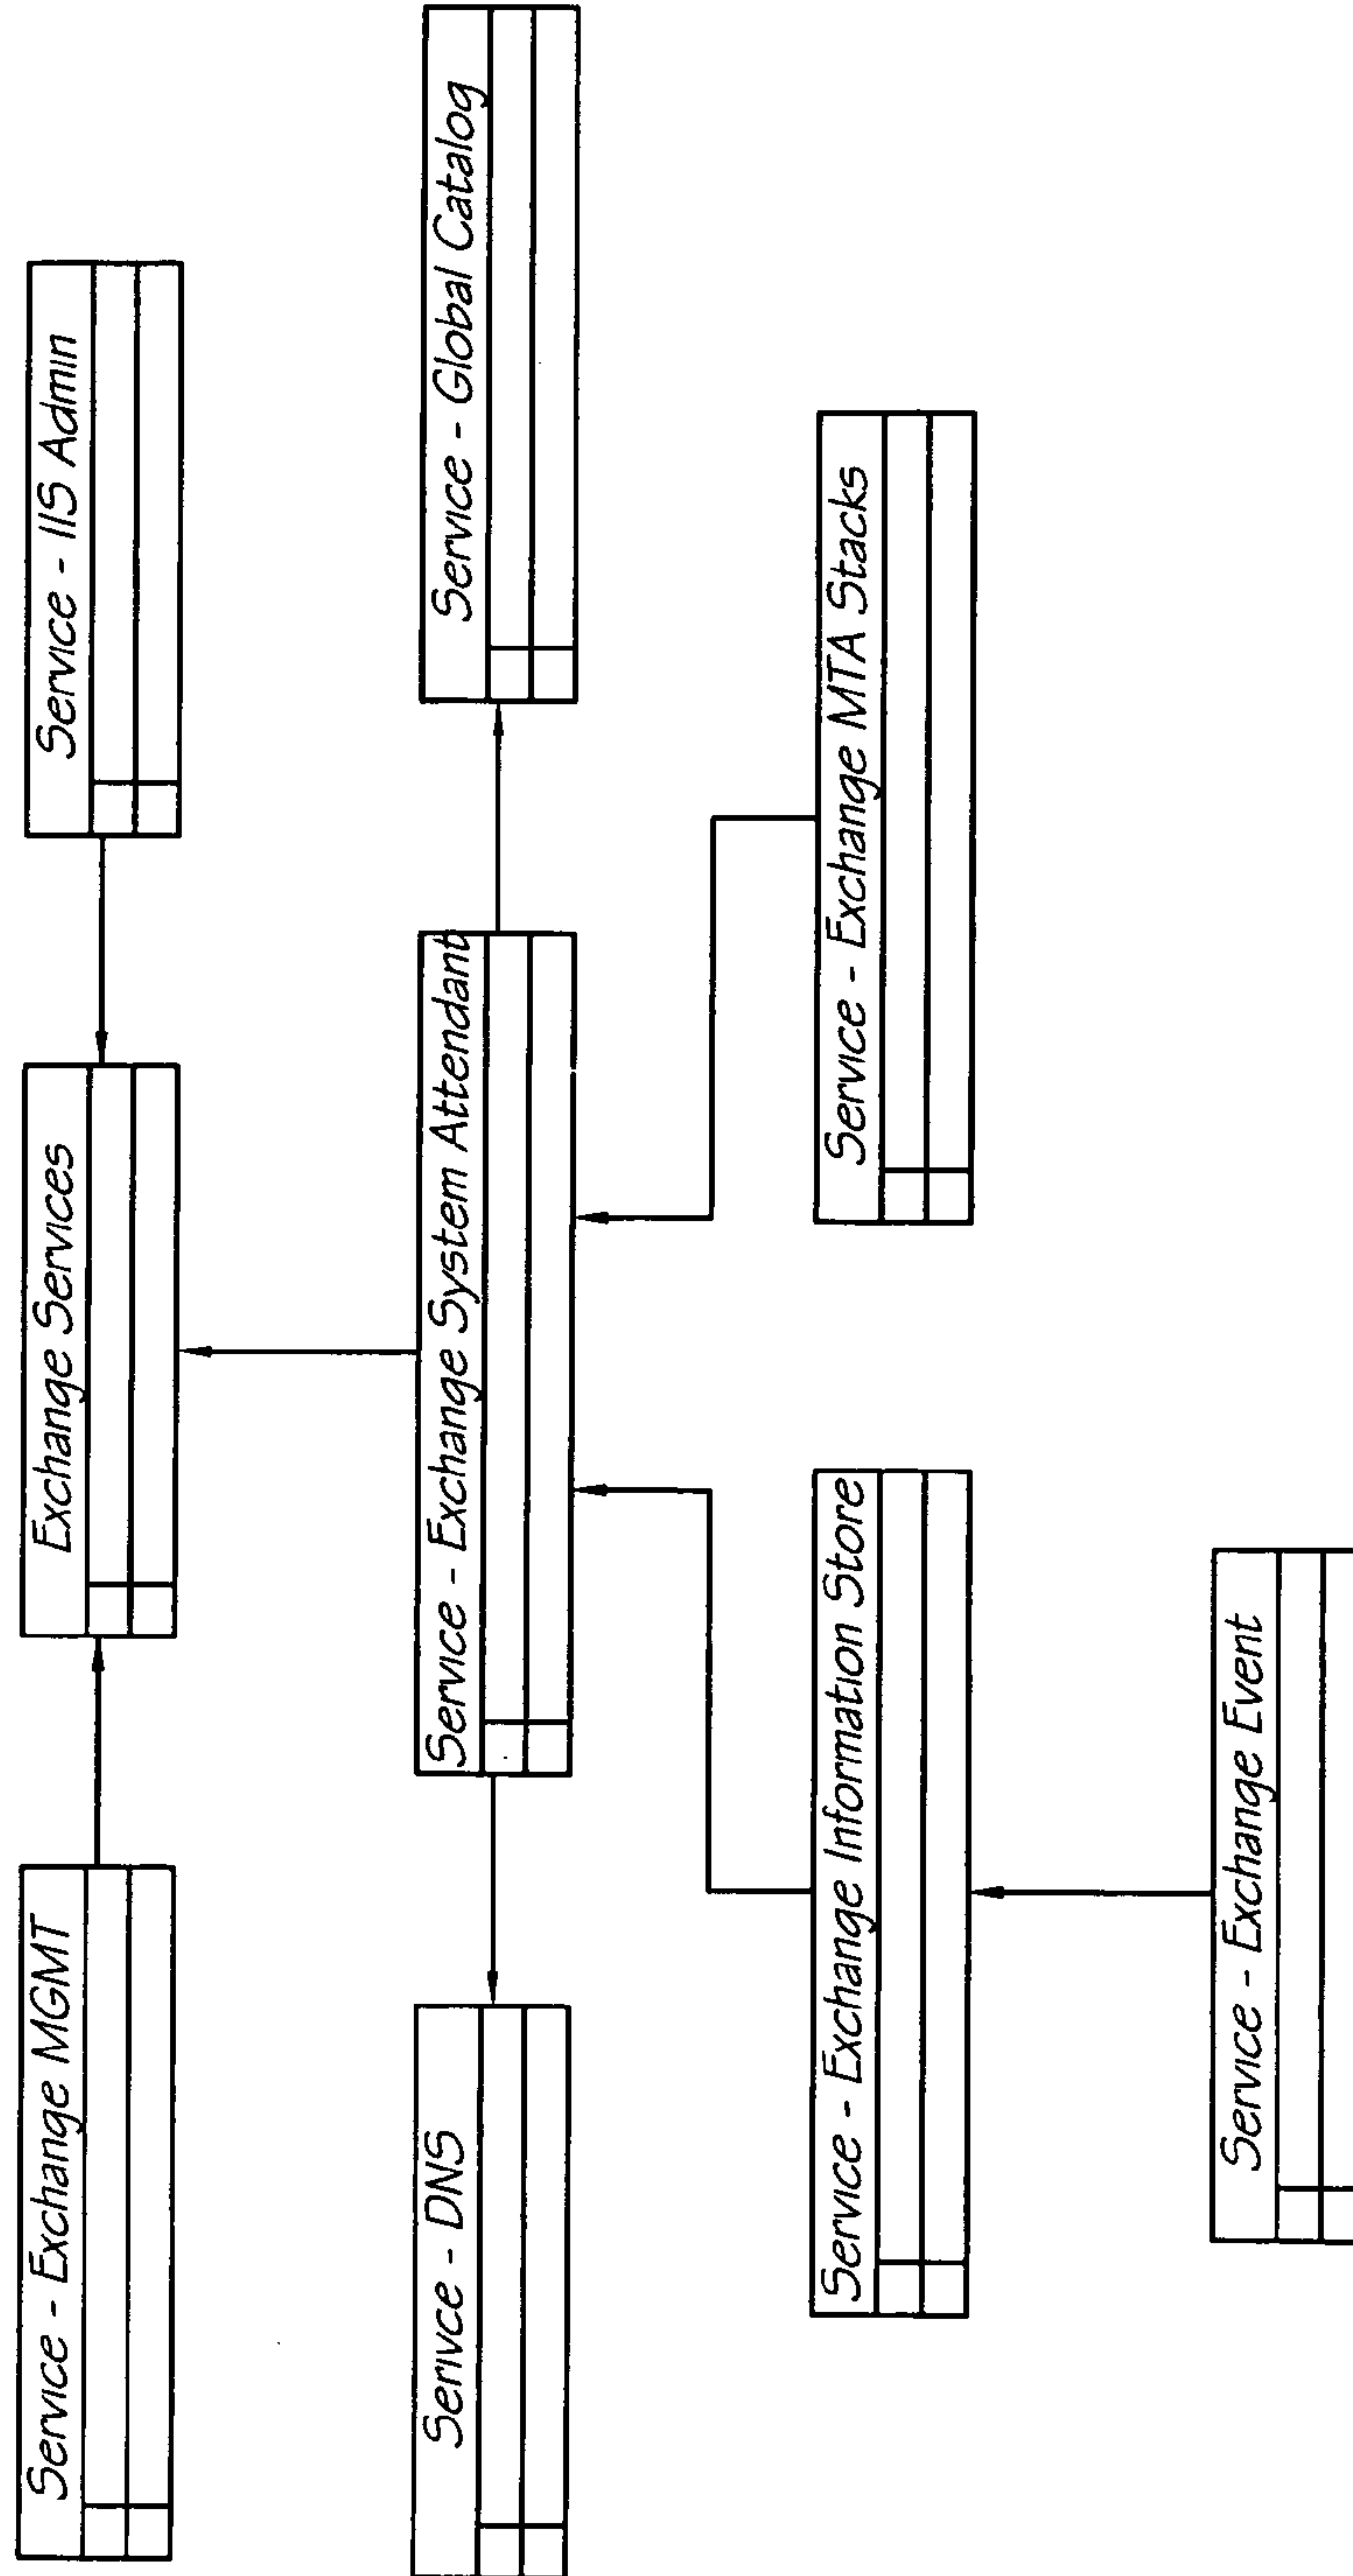 Service - Exchange MGMT
Exchange Services
Service - IIS Admin
Serivce - DNS
Service - Exchange System Attendant
Service - Global Catalog
Service - Exchange Information Store
Service - Exchange MTA Stacks
Service - Exchange Event